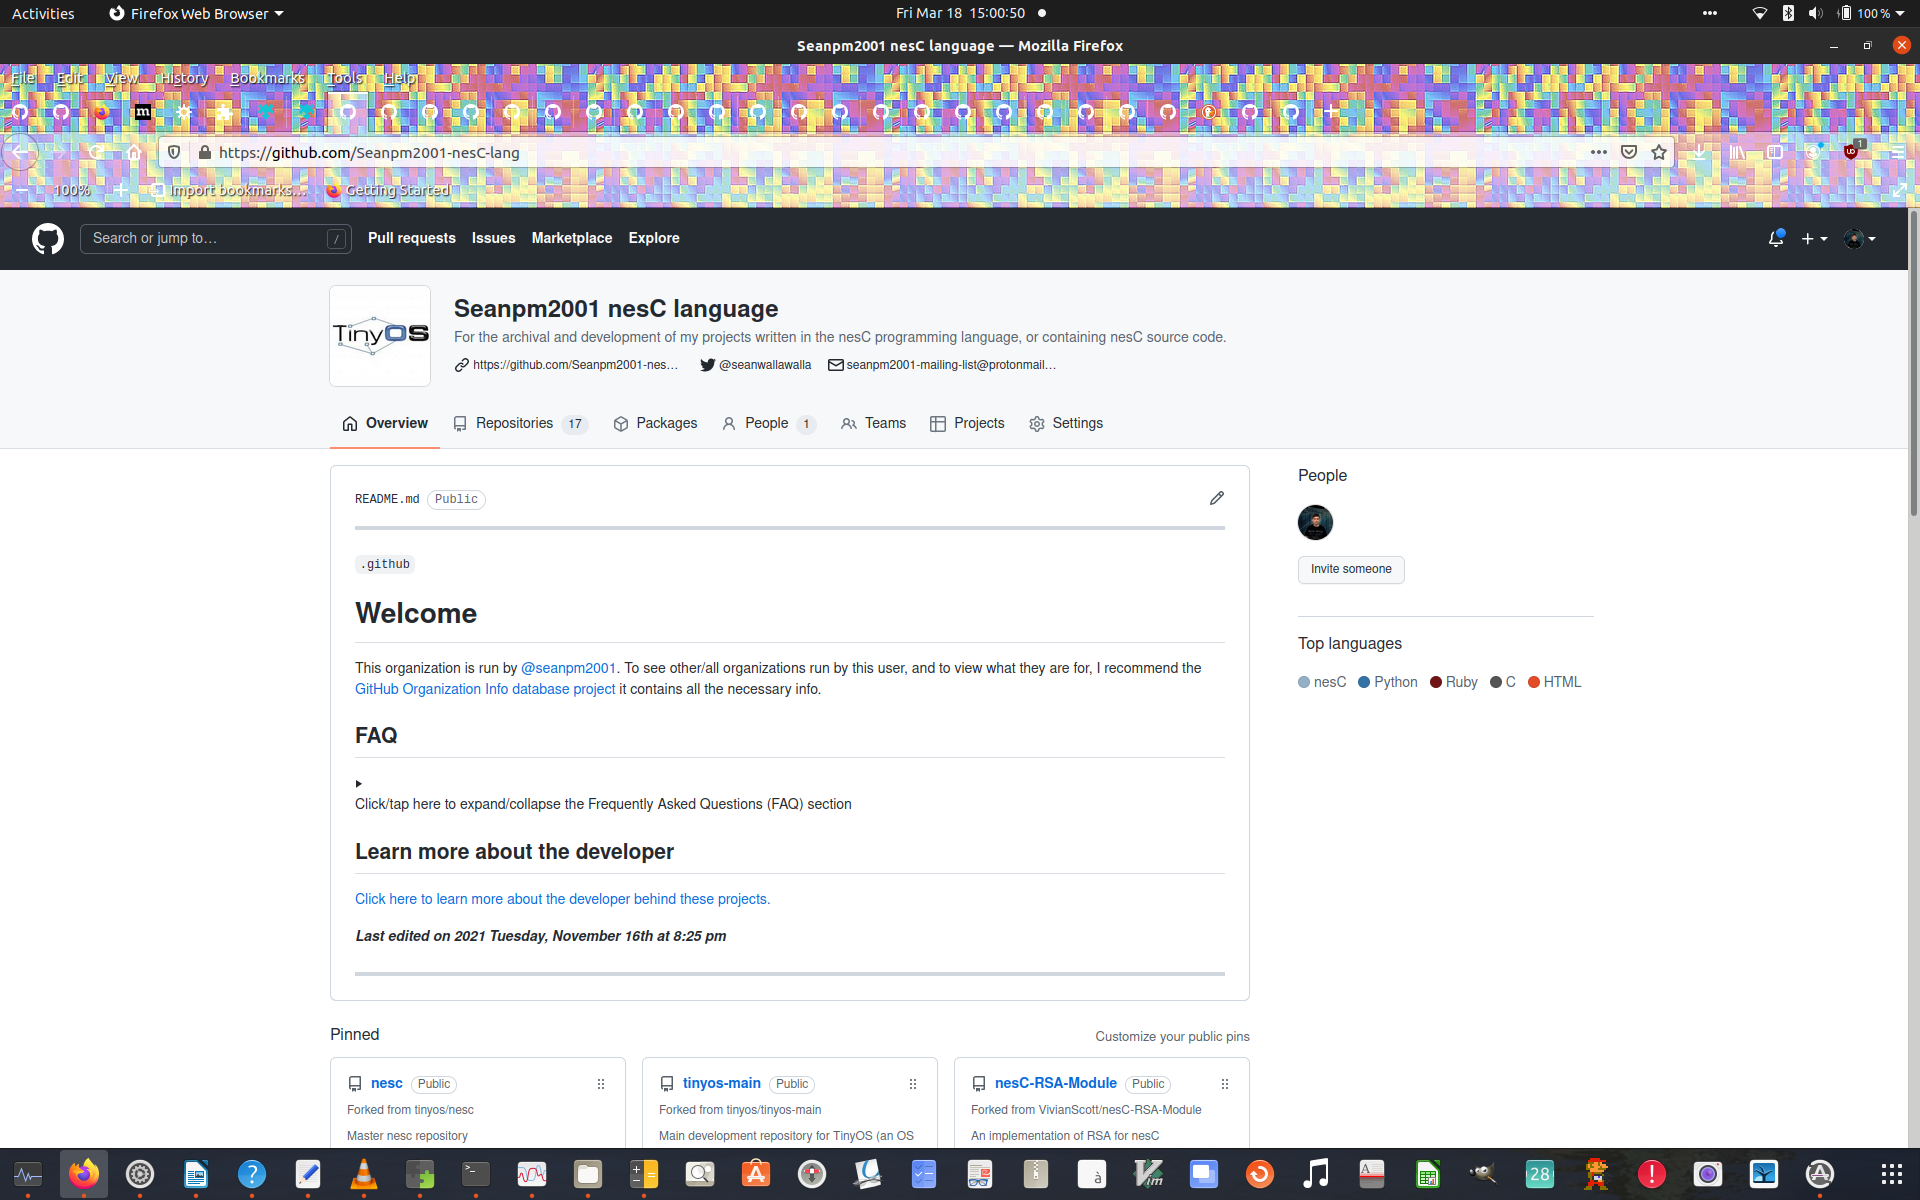 Activities Firefox Web Browser Fri Mar 18 15:00:50 100 %
Seanpm2001 nesC language — Mozilla Firefox
File Edit View History Bookmarks Tools Help
m
https://github.com/Seanpm2001-nesC-lang 1
100% Import bookmarks... Getting Started
Search or jump to… / Pull requests Issues Marketplace Explore
TinyOS
Seanpm2001 nesC language
For the archival and development of my projects written in the nesC programming language, or containing nesC source code.
https://github.com/Seanpm2001-nes… @seanwallawalla seanpm2001-mailing-list@protonmail…
Overview Repositories 17 Packages People 1 Teams Projects Settings
README.md Public
.github
Welcome
This organization is run by @seanpm2001. To see other/all organizations run by this user, and to view what they are for, I recommend the
GitHub Organization Info database project it contains all the necessary info.
FAQ
Click/tap here to expand/collapse the Frequently Asked Questions (FAQ) section
Learn more about the developer
Click here to learn more about the developer behind these projects.
Last edited on 2021 Tuesday, November 16th at 8:25 pm
People
Invite someone
Top languages
nesC Python Ruby C HTML
Pinned Customize your public pins
nesc Public
Forked from tinyos/nesc
Master nesc repository
tinyos-main Public
Forked from tinyos/tinyos-main
Main development repository for TinyOS (an OS
nesC-RSA-Module Public
Forked from VivianScott/nesC-RSA-Module
An implementation of RSA for nesC
28